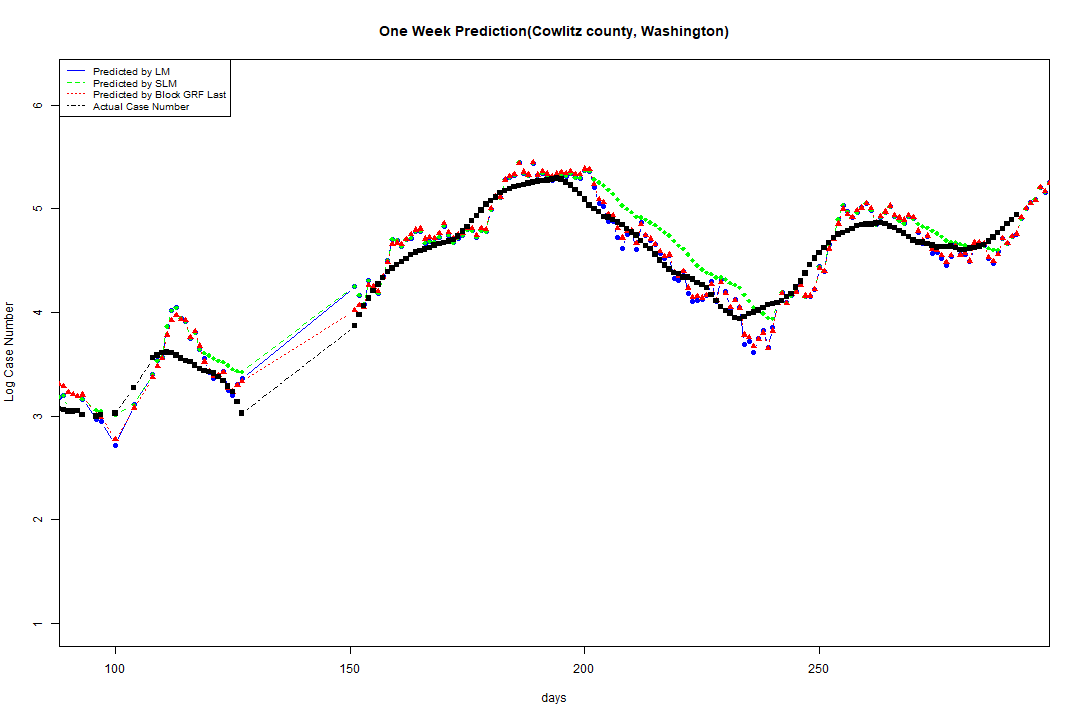 One Week Prediction(Cowlitz county, Washington)
Predicted by LM
Predicted by SLM
Predicted by Block GRF Last
Actual Case Number
Log Case Number
6
5
4
3
2
1
100 150 200 250
days